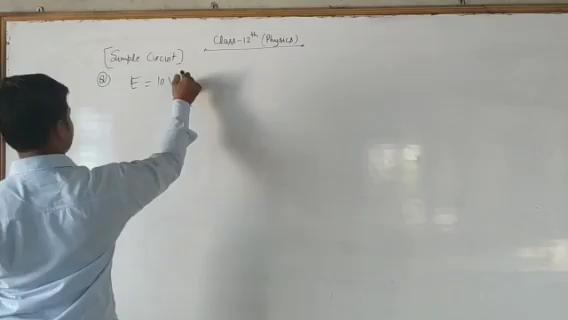 Class-12th (Physics)
[Simple Circuit]
Q) E = 10